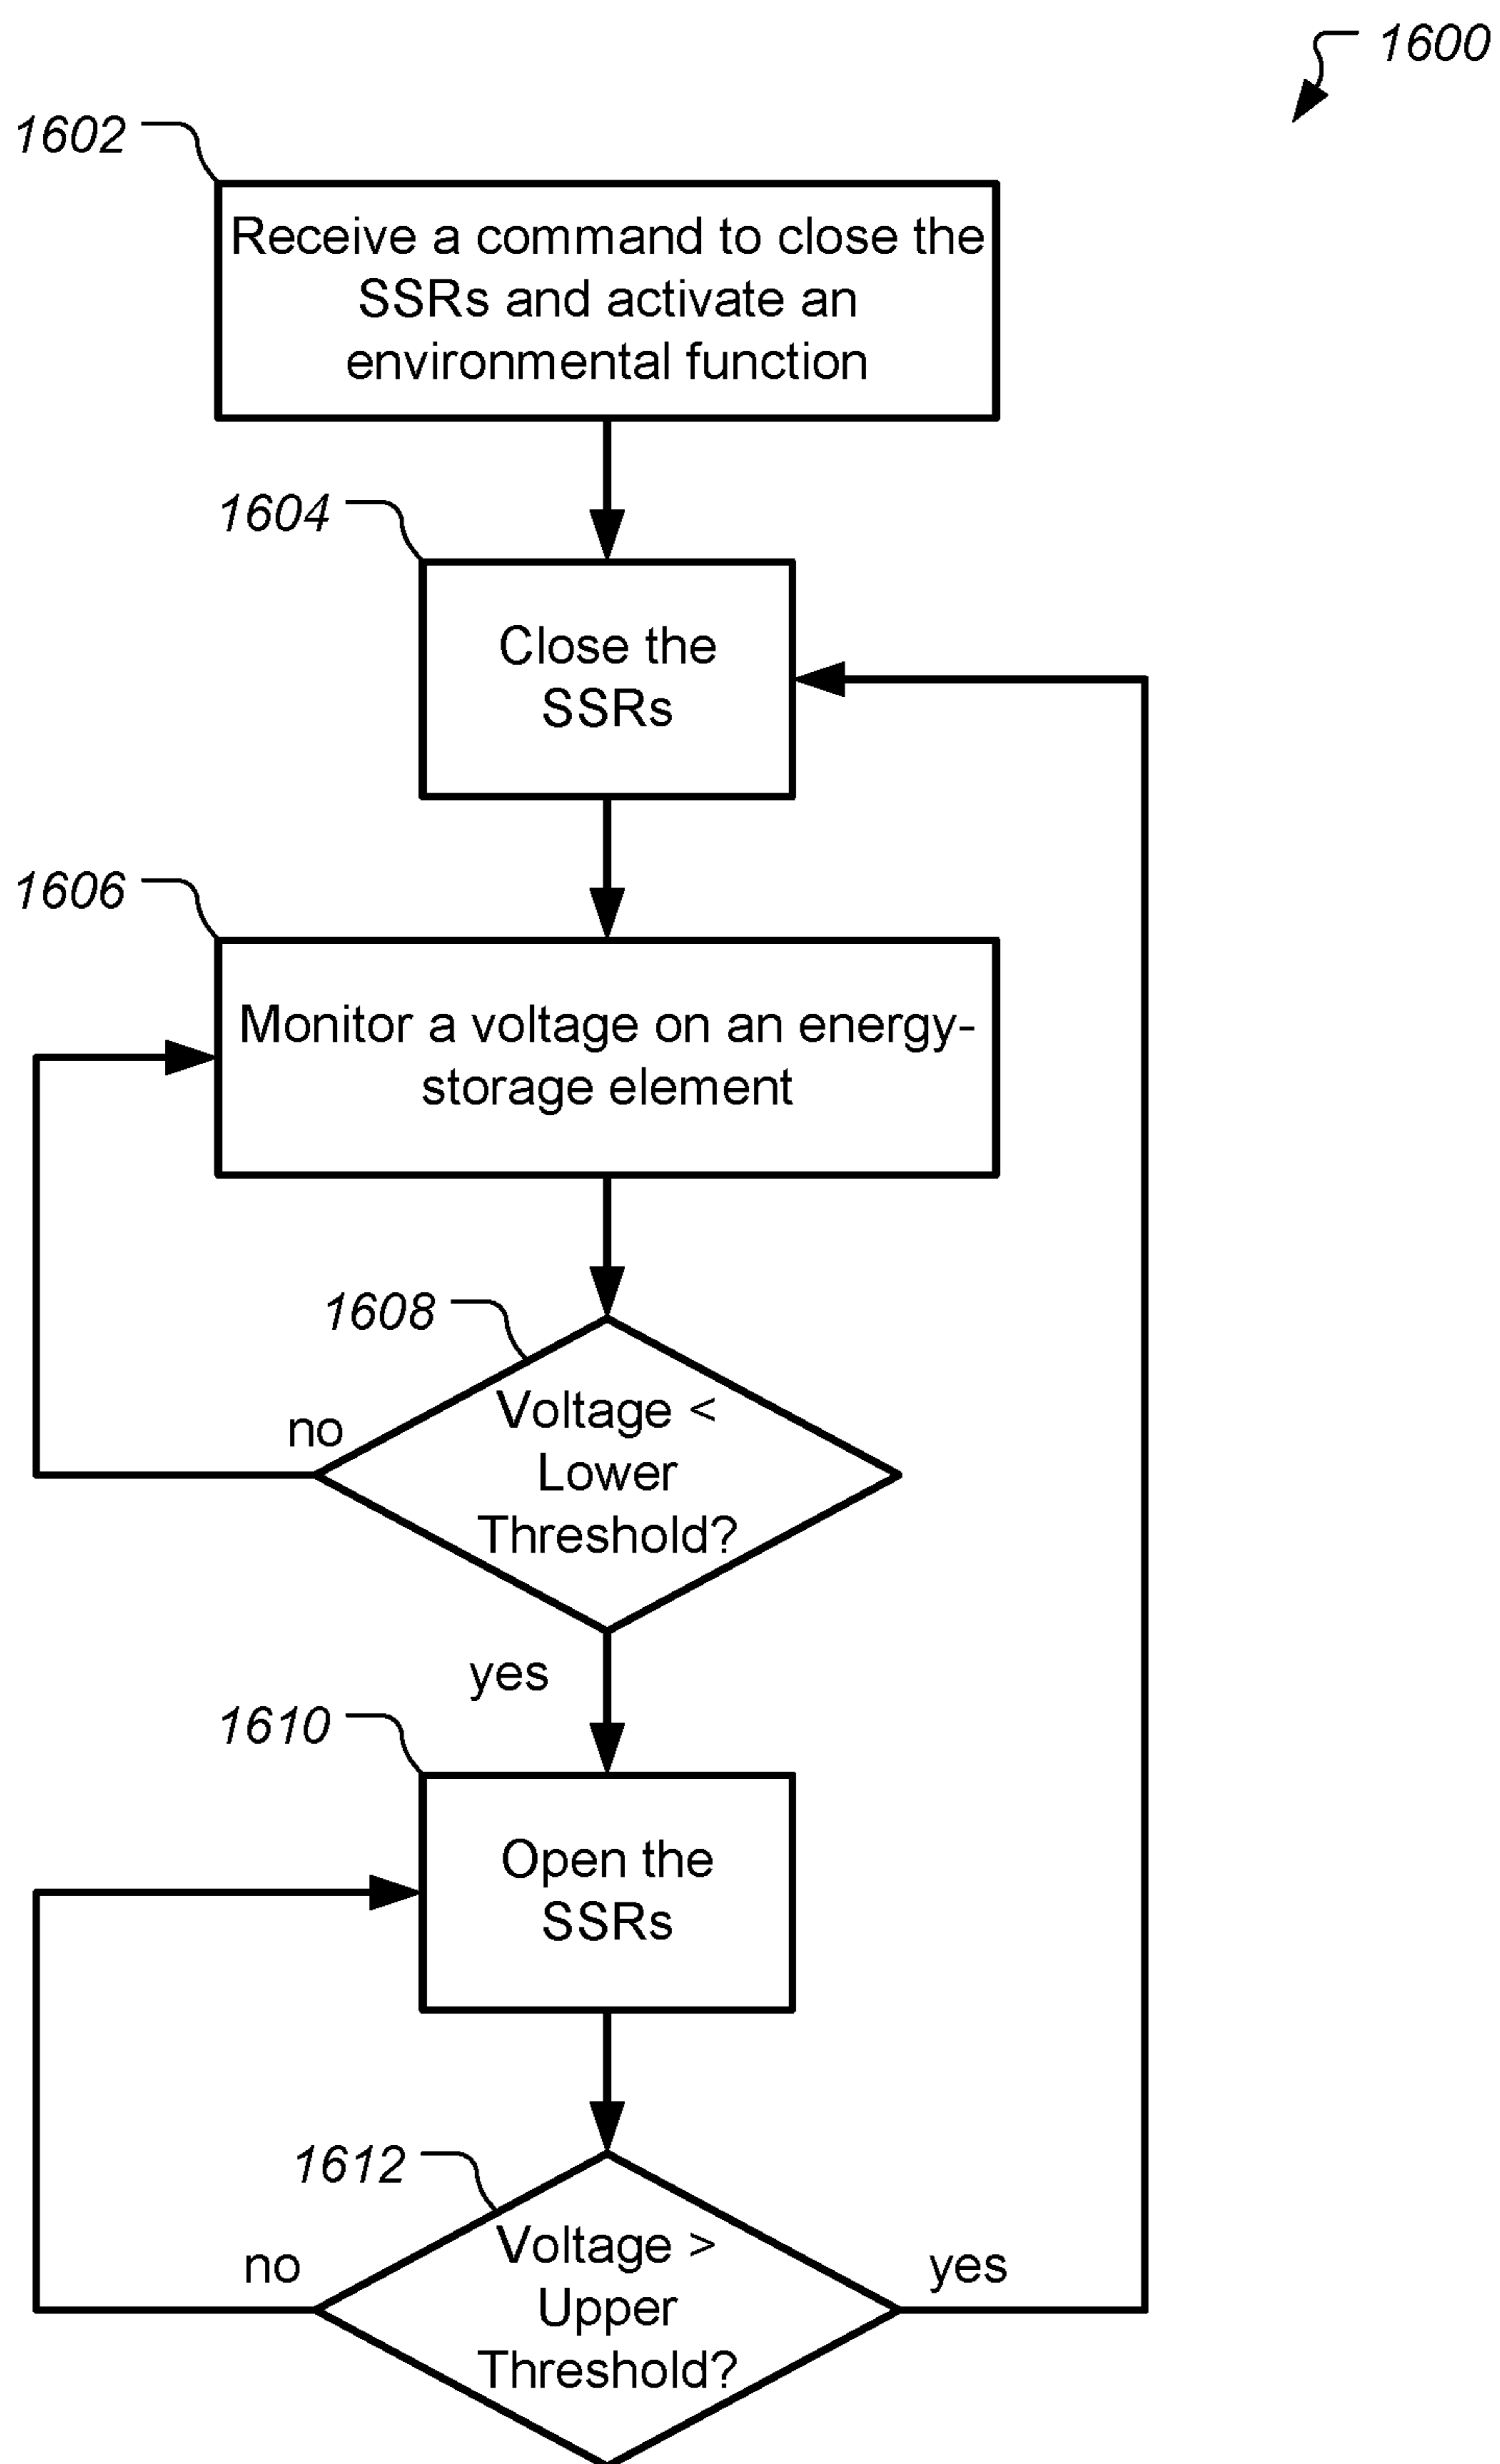 1600
1602
Receive a command to close the
SSRs and activate an
environmental function
1604
Close the
SSRs
1606
Monitor a voltage on an energy-
storage element
1608
Voltage <
Lower
Threshold?
no
yes
1610
Open the
SSRs
1612
Voltage >
Upper
Threshold?
no
yes